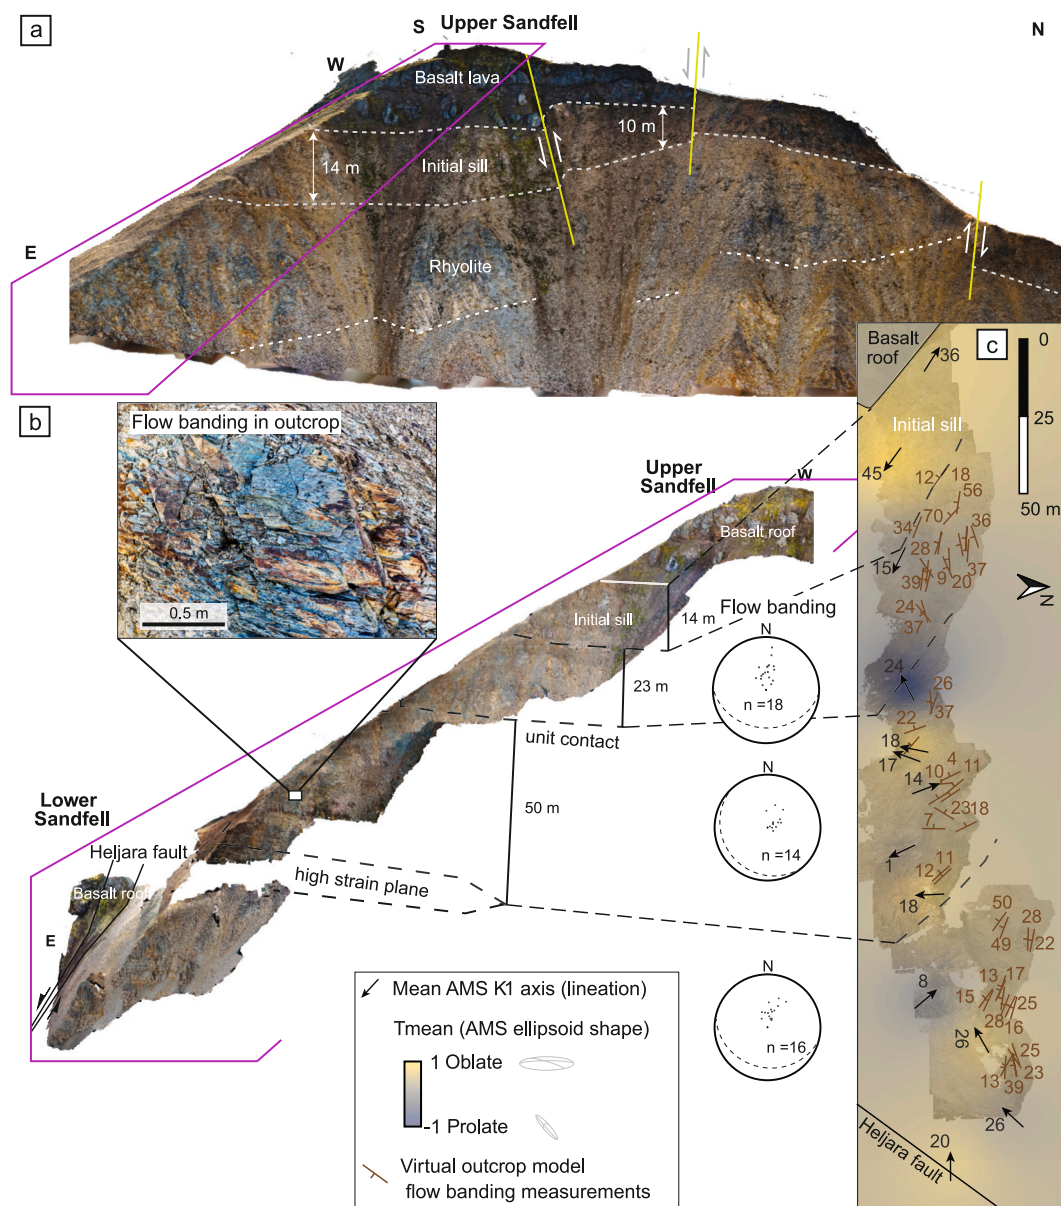 a
S
Upper Sandfell
N
W
Basalt lava
10 m
14 m
Initial sill
E
Rhyolite
b
Flow banding in outcrop
0.5 m
Upper
Sandfell
W
Basalt roof
Initial sill
14 m
Flow banding
23 m
N
n =18
unit contact
50 m
N
n =14
Lower
Sandfell
Heljara fault
Basalt roof
high strain plane
E
N
n =16
Mean AMS K1 axis (lineation)
Tmean (AMS ellipsoid shape)
1 Oblate
-1 Prolate
Virtual outcrop model
flow banding measurements
c
Basalt
roof
0
25
50 m
N
36
Initial sill
45
12
18
56
34
70
36
28
7
15
39
9
20
37
24
37
24
26
37
22
18
17
4
11
10
14
23
18
7
1
11
12
18
50
28
49
22
8
13
17
15
25
28
16
26
25
13
23
39
26
20
Heljara fault